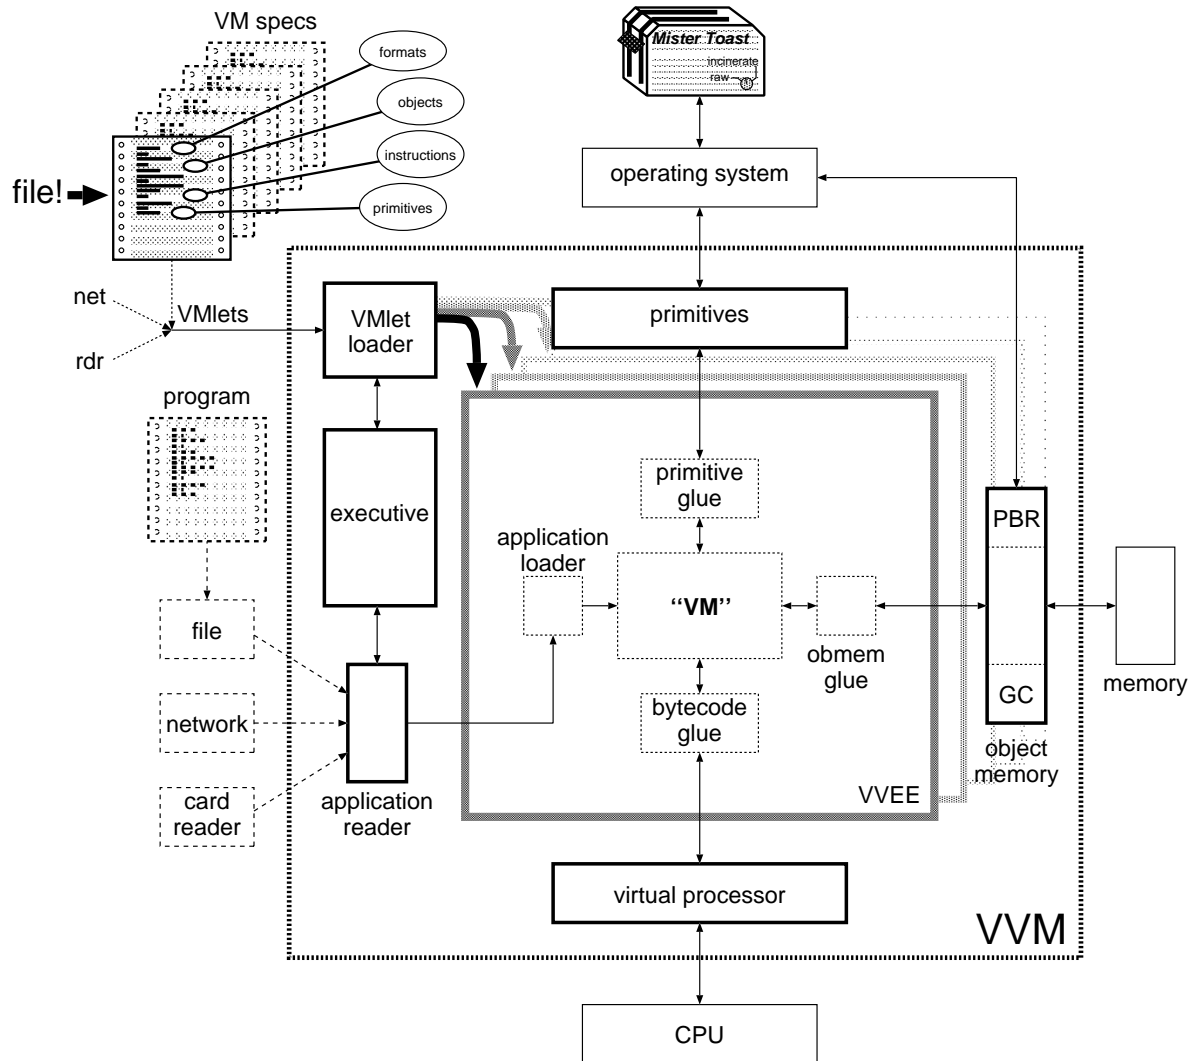 VM specs
formats
objects
instructions
primitives
file!
Mister Toast
incinerate
raw
operating system
net
VMlets
rdr
VMlet
loader
primitives
program
executive
primitive
glue
application
loader
“VM”
obmem
glue
bytecode
glue
VVEE
PBR
GC
object
memory
memory
file
network
card
reader
application
reader
virtual processor
VVM
CPU